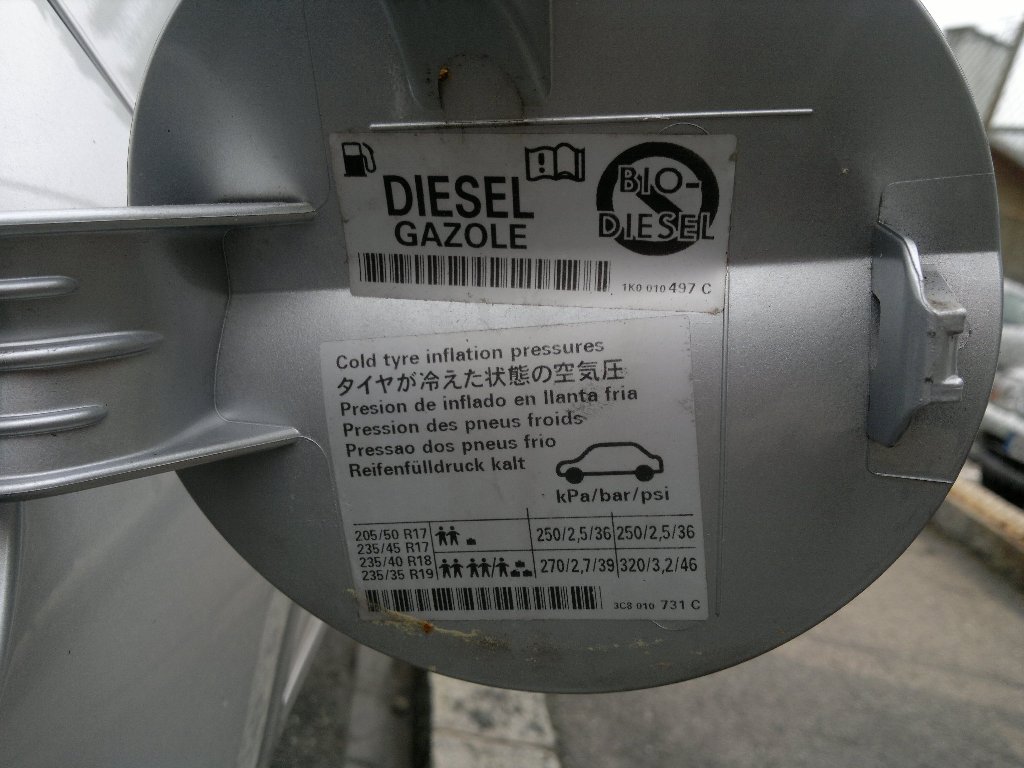 DIESEL
GAZOLE
BIO-
DIESEL
1K0 010 497 C
Cold tyre inflation pressures
タイヤが冷えた状態の空気圧
Presion de inflado en llanta fria
Pression des pneus froids
Pressao dos pneus frio
Reifenfülldruck kalt
kPa/bar/psi
205/50 R17
235/45 R17
250/2,5/36 250/2,5/36
235/40 R18
235/35 R19
270/2,7/39 320/3,2/46
3C8 010 731 C